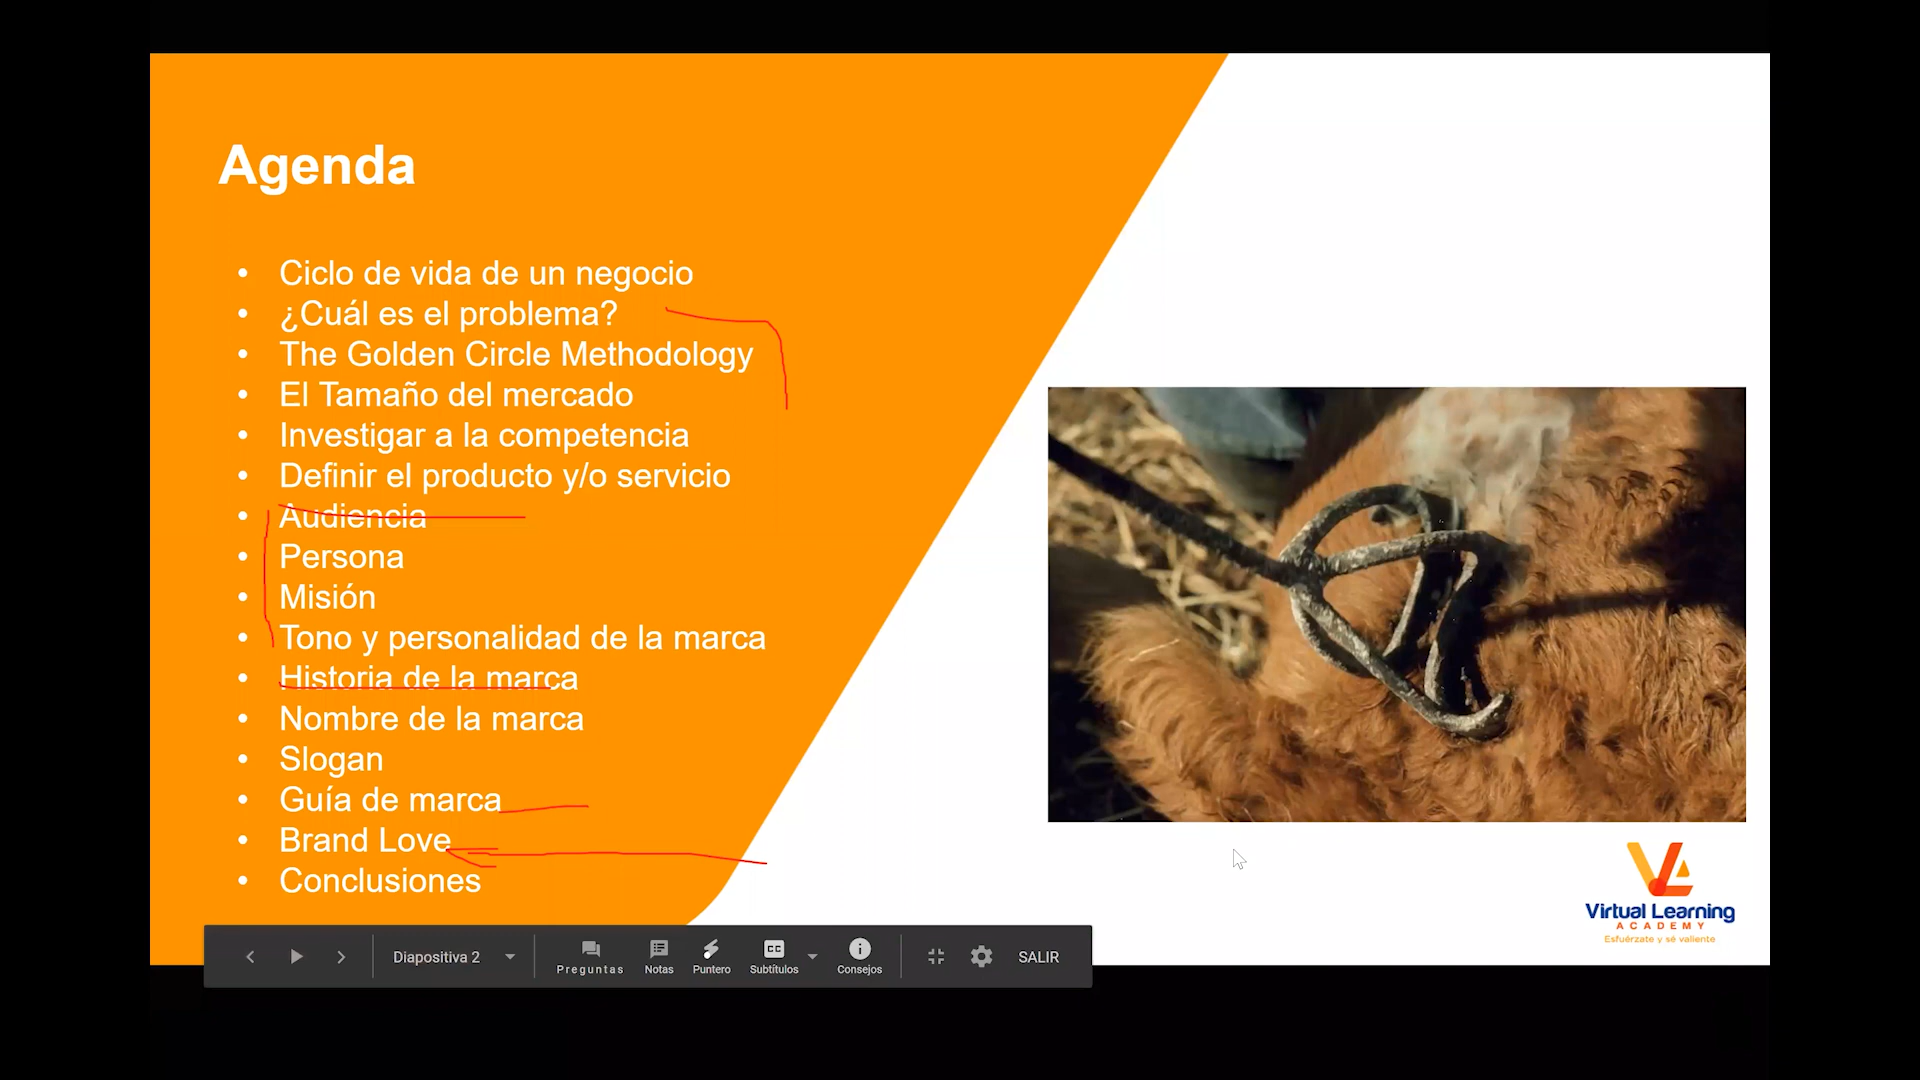 Agenda
• Ciclo de vida de un negocio
• ¿Cuál es el problema?
• The Golden Circle Methodology
• El Tamaño del mercado
• Investigar a la competencia
• Definir el producto y/o servicio
• Audiencia
• Persona
• Misión
• Tono y personalidad de la marca
• Historia de la marca
• Nombre de la marca
• Slogan
• Guía de marca
• Brand Love
• Conclusiones
Virtual Learning
ACADEMY
Esfuérzate y sé valiente
Diapositiva 2
Preguntas
Notas
Puntero
CC
Subtítulos
Consejos
SALIR